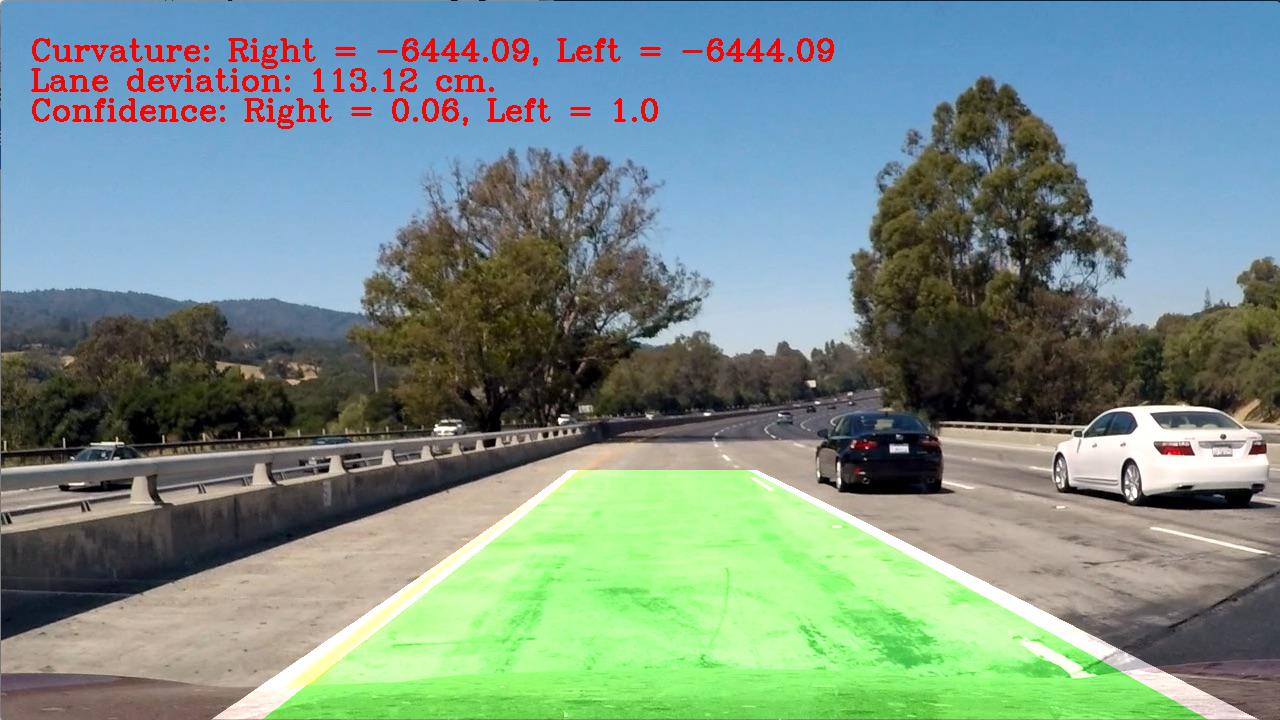 Curvature: Right = −6444.09, Left = −6444.09
Lane deviation: 113.12 cm.
Confidence: Right = 0.06, Left = 1.0